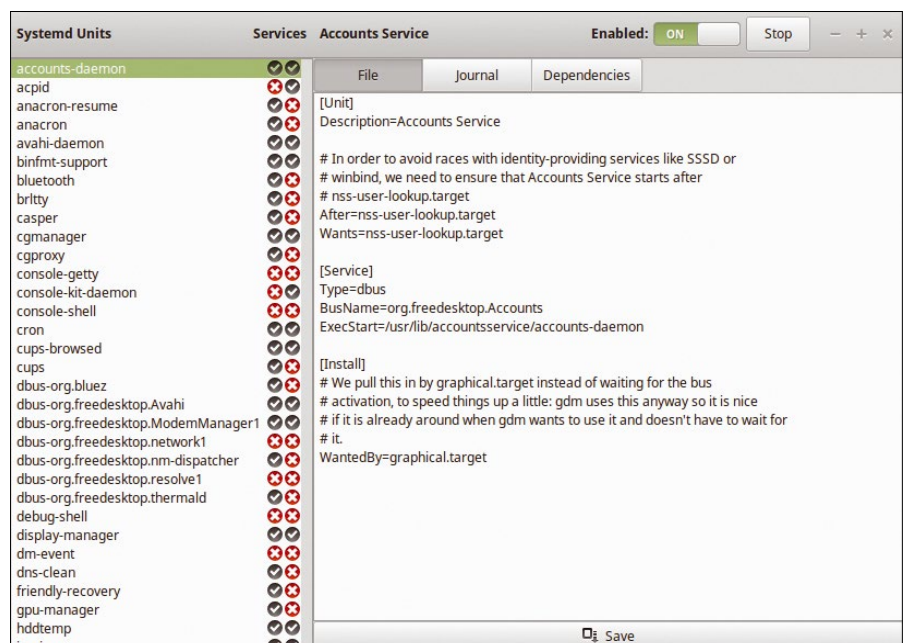 Systemd Units
Services
Accounts Service
Enabled:
ON
Stop
accounts-daemon
acpid
anacron-resume
anacron
avahi-daemon
binfmt-support
bluetooth
brltty
casper
cgmanager
cgproxy
console-getty
console-kit-daemon
console-shell
cron
cups-browsed
cups
dbus-org.bluez
dbus-org.freedesktop.Avahi
dbus-org.freedesktop.ModemManager1
dbus-org.freedesktop.network1
dbus-org.freedesktop.nm-dispatcher
dbus-org.freedesktop.resolve1
dbus-org.freedesktop.thermald
debug-shell
display-manager
dm-event
dns-clean
friendly-recovery
gpu-manager
hddtemp
File
Journal
Dependencies
[Unit]
Description=Accounts Service
# In order to avoid races with identity-providing services like SSSD or
# winbind, we need to ensure that Accounts Service starts after
# nss-user-lookup.target
After=nss-user-lookup.target
Wants=nss-user-lookup.target
[Service]
Type=dbus
BusName=org.freedesktop.Accounts
ExecStart=/usr/lib/accountsservice/accounts-daemon
[Install]
# We pull this in by graphical.target instead of waiting for the bus
# activation, to speed things up a little: gdm uses this anyway so it is nice
# if it is already around when gdm wants to use it and doesn't have to wait for
# it.
WantedBy=graphical.target
Save